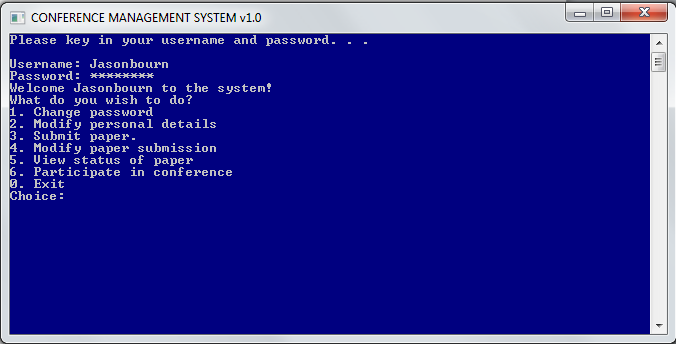 CONFERENCE MANAGEMENT SYSTEM v1.0
Please key in your username and password. . .
Username: Jasonbourn
Password: ********
Welcome Jasonbourn to the system!
What do you wish to do?
1. Change password
2. Modify personal details
3. Submit paper.
4. Modify paper submission
5. View status of paper
6. Participate in conference
0. Exit
Choice: